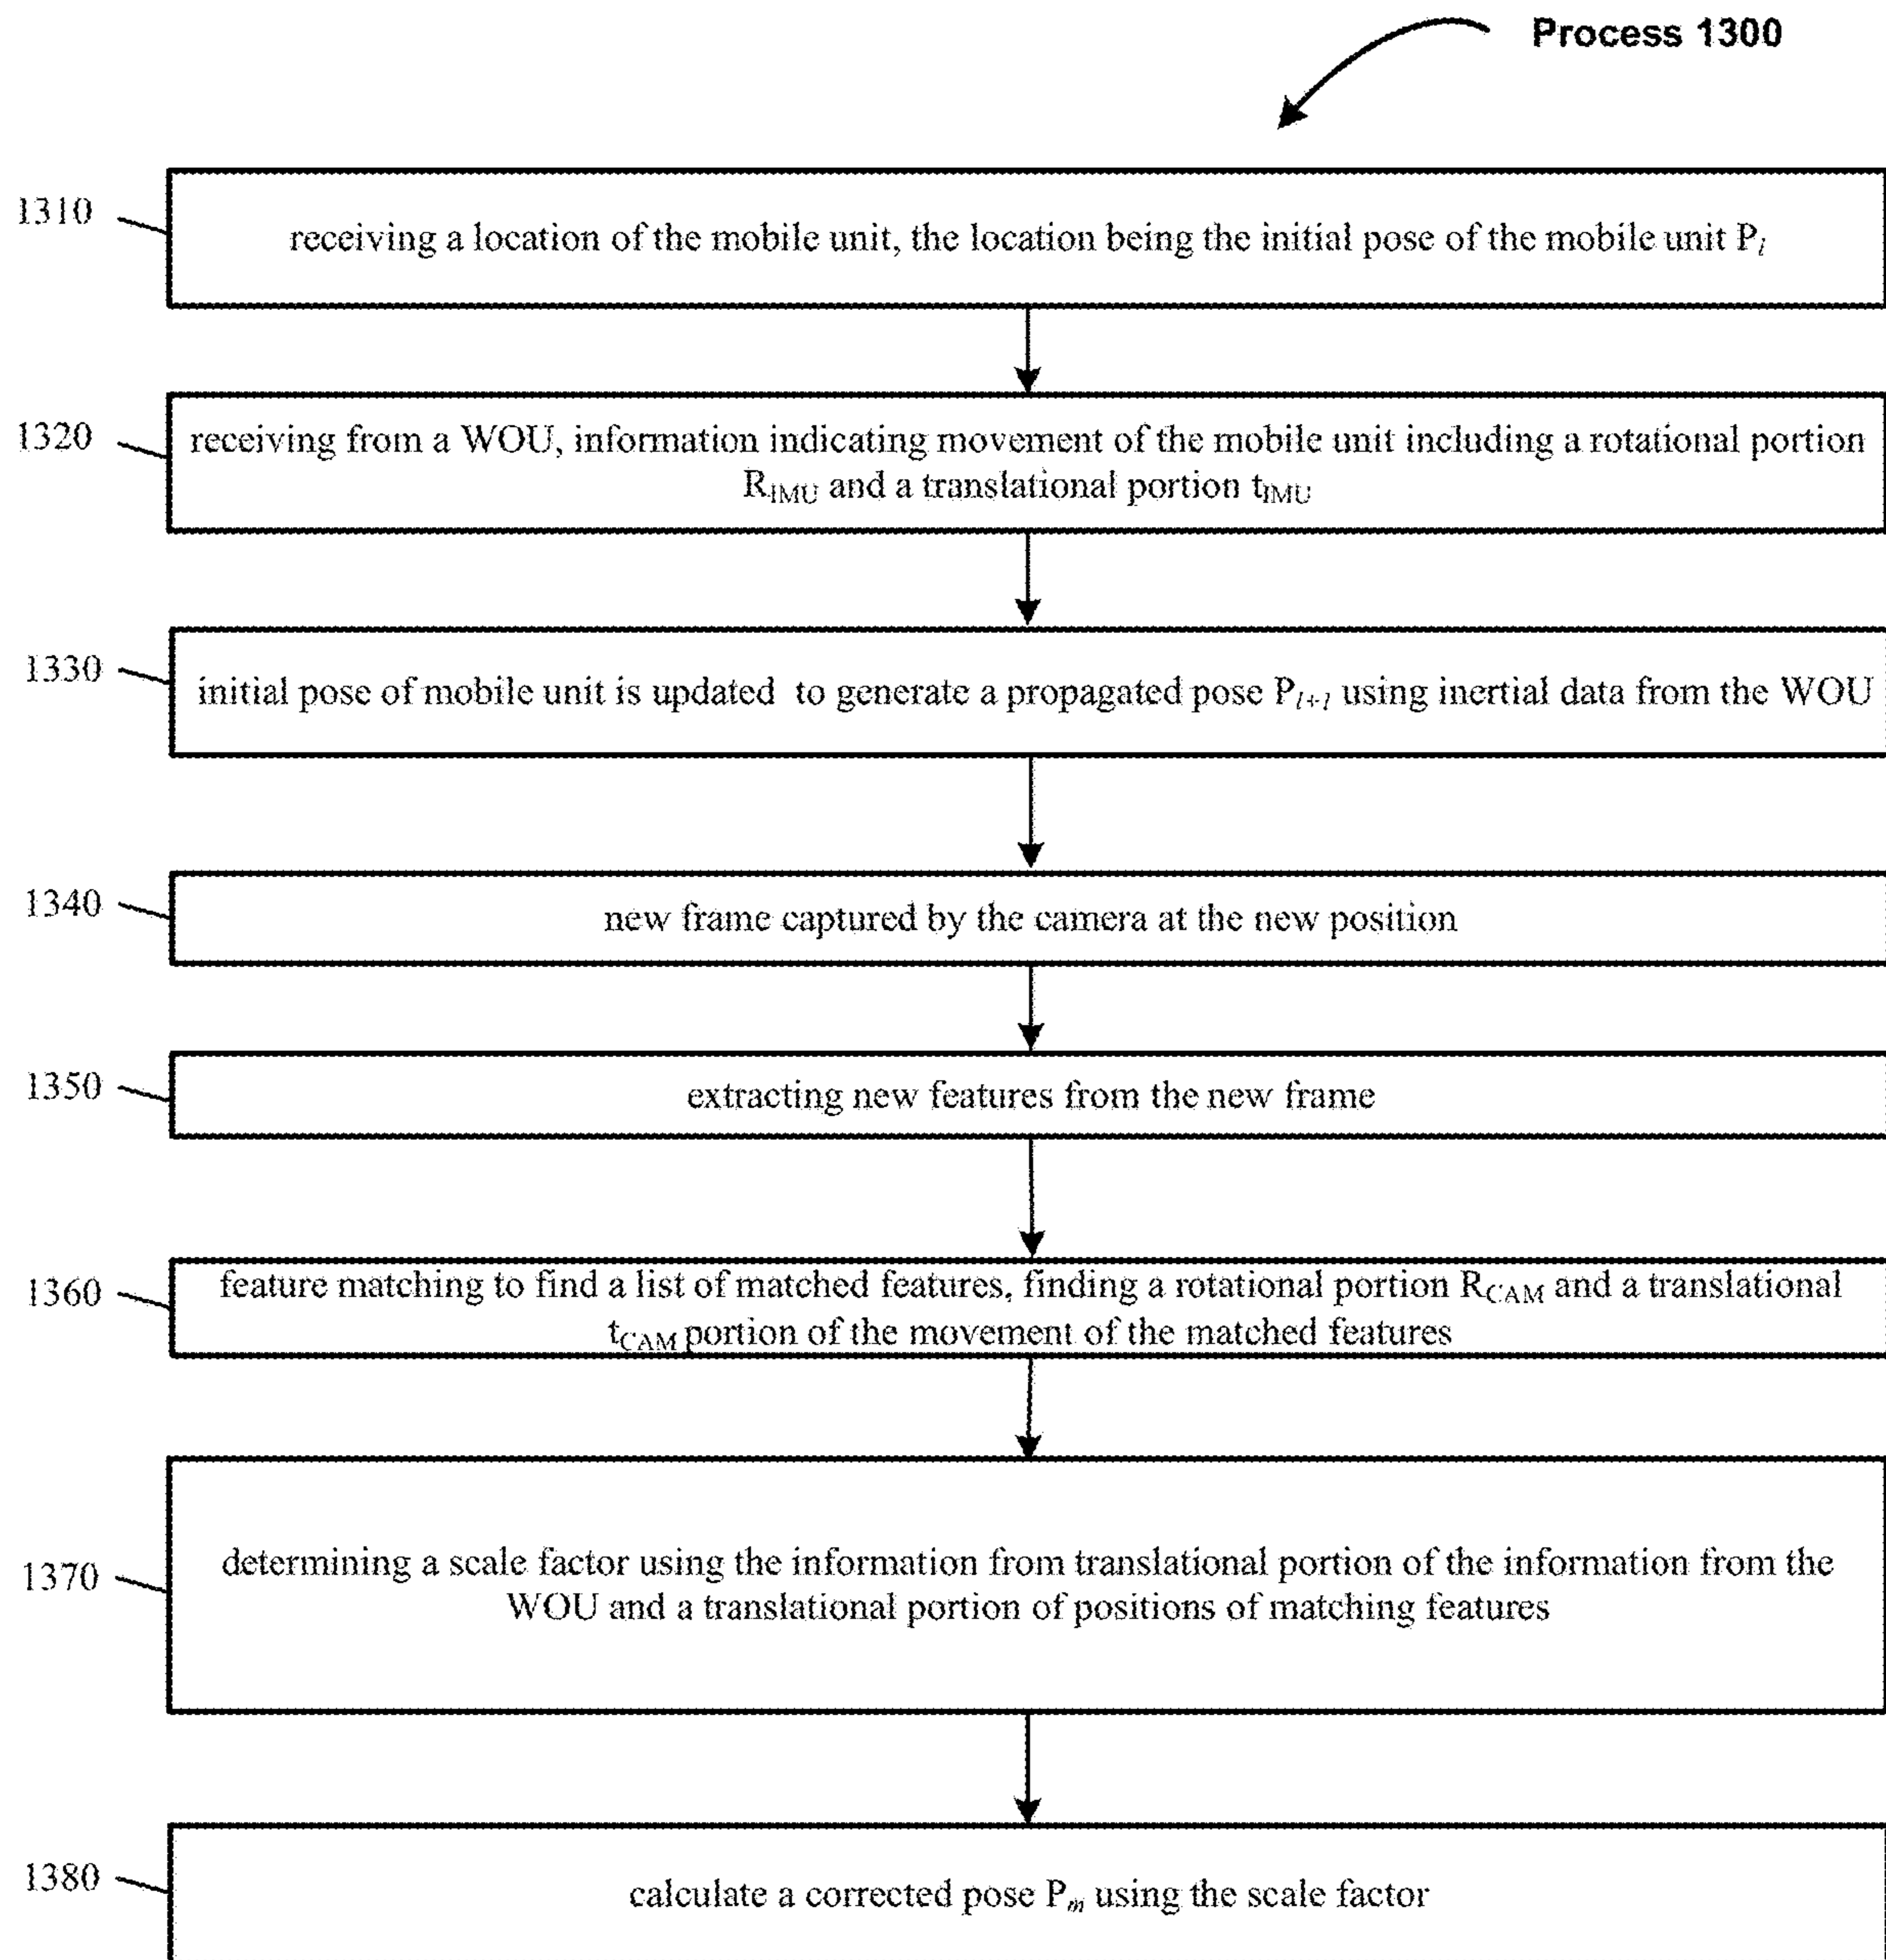 Process 1300
1310
receiving a location of the mobile unit, the location being the initial pose of the mobile unit P_l
1320
receiving from a WOU, information indicating movement of the mobile unit including a rotational portion
R_IMU and a translational portion t_IMU
1330
initial pose of mobile unit is updated to generate a propagated pose P_l+1 using inertial data from the WOU
1340
new frame captured by the camera at the new position
1350
extracting new features from the new frame
1360
feature matching to find a list of matched features, finding a rotational portion R_CAM and a translational
t_CAM portion of the movement of the matched features
1370
determining a scale factor using the information from translational portion of the information from the
WOU and a translational portion of positions of matching features
1380
calculate a corrected pose P_m using the scale factor